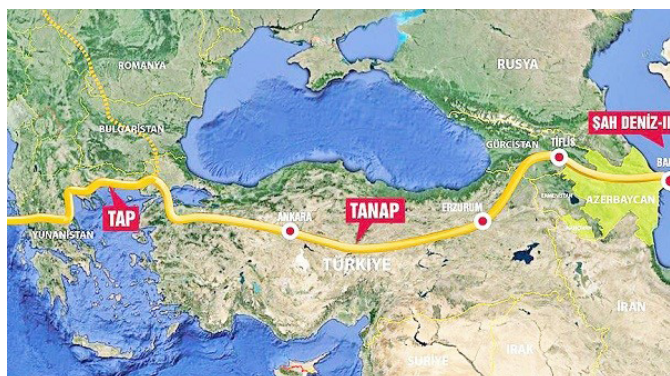 ROMANYA
RUSYA
BULGARİSTAN
ŞAH DENİZ-II
GÜRCİSTAN
TİFLİS
BA
AZERBAYCAN
TAP
TANAP
ERZURUM
ANKARA
YUNANİSTAN
TÜRKİYE
İRAN
SURİYE
IRAK